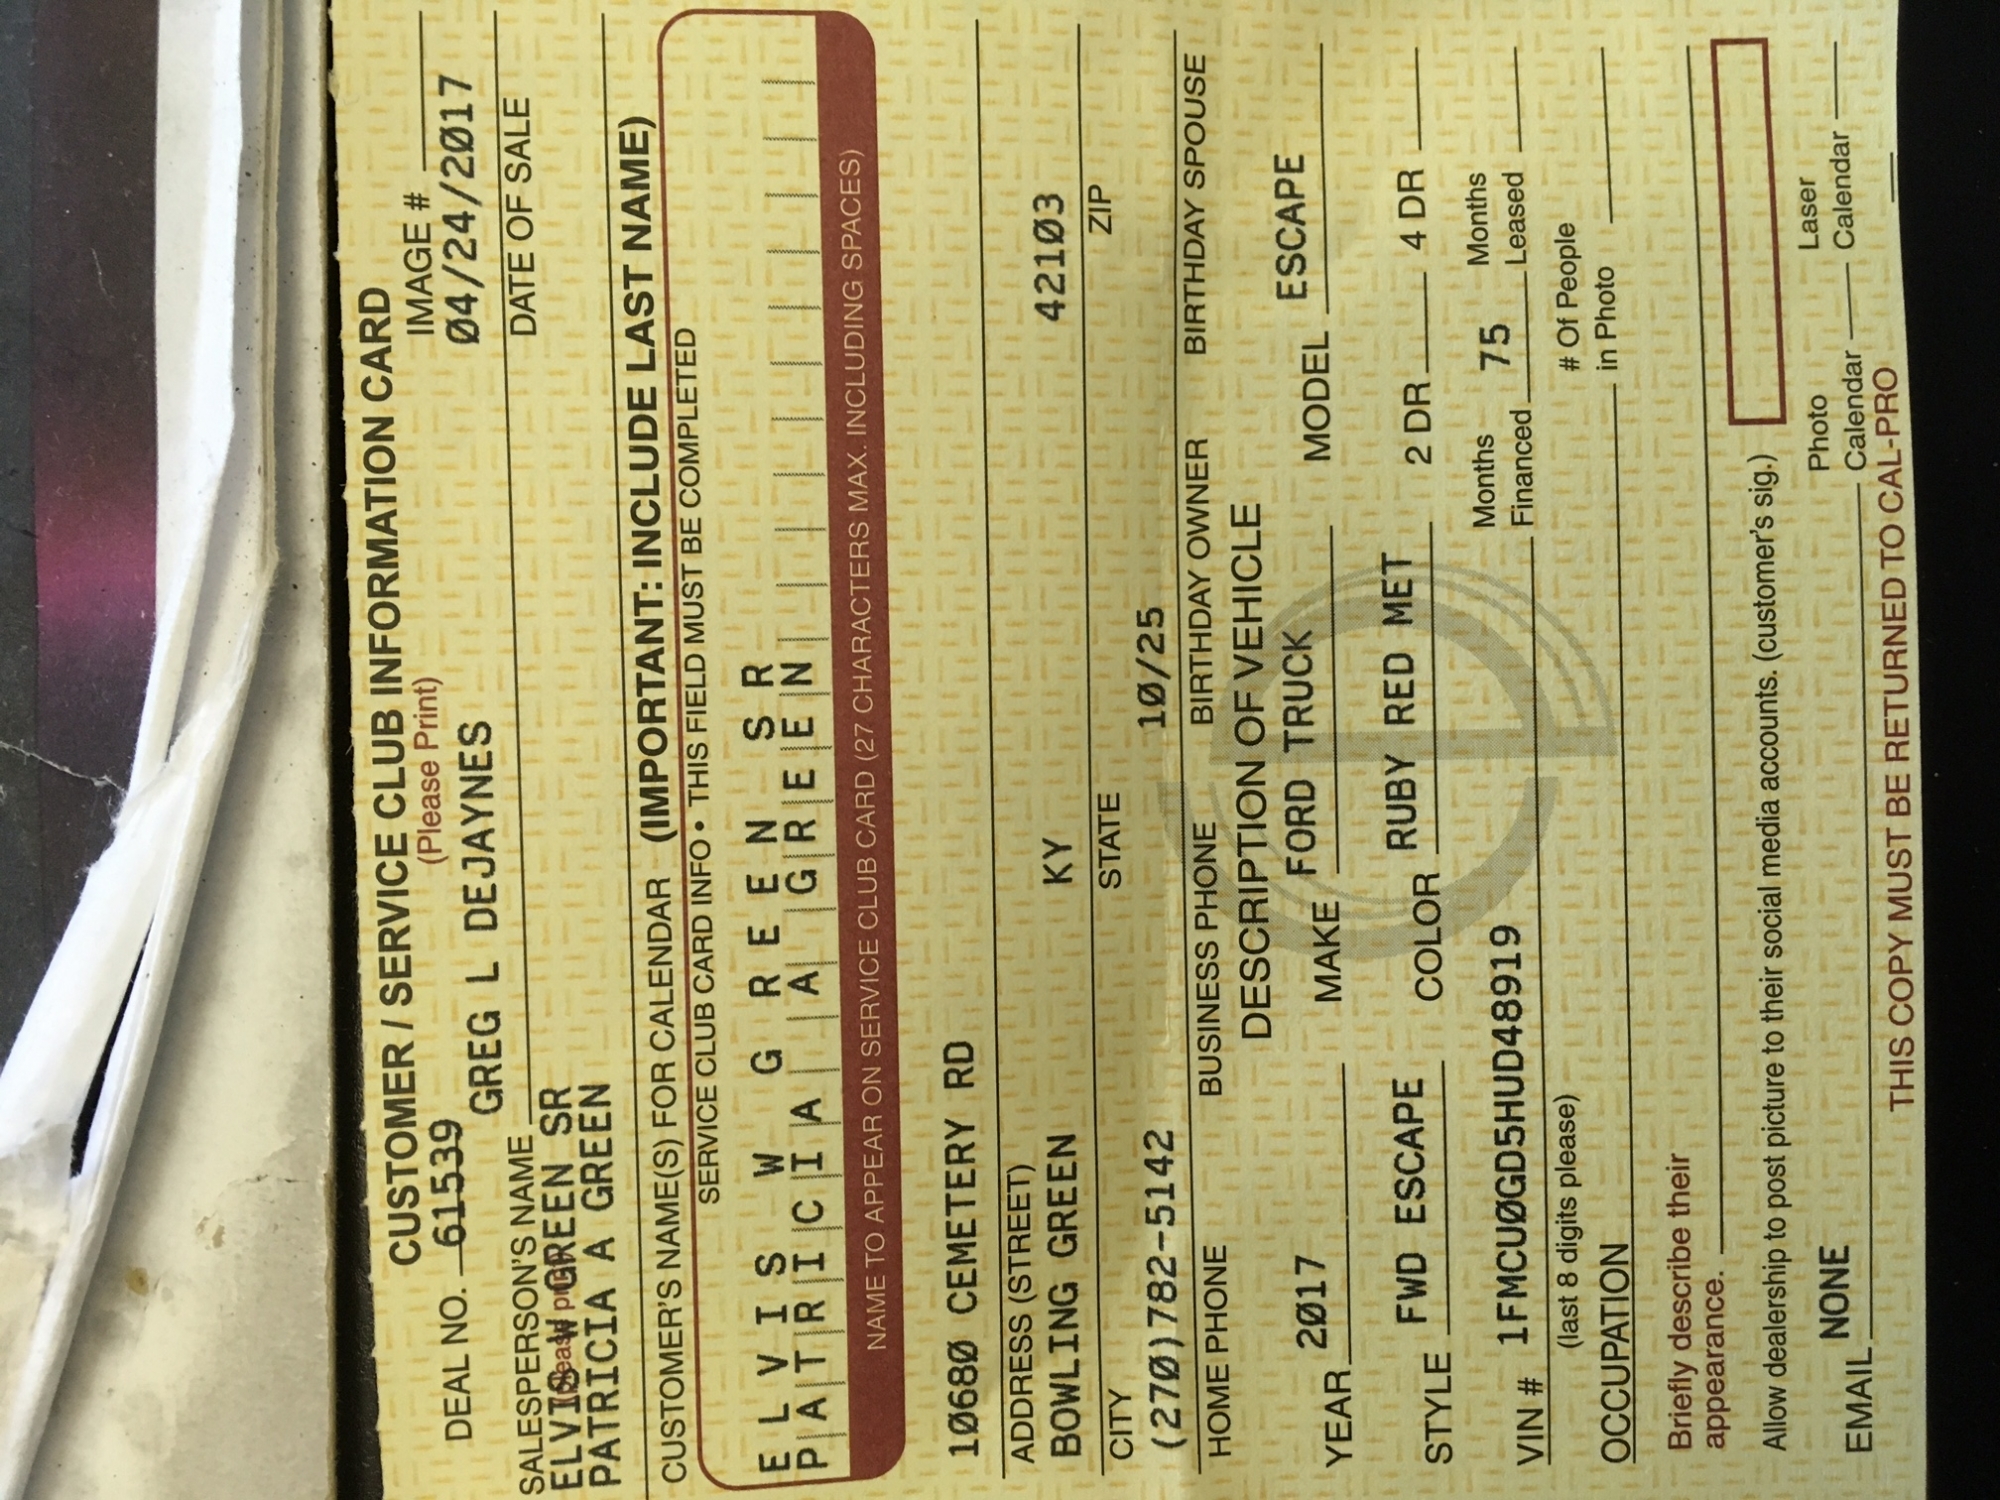 CUSTOMER / SERVICE CLUB INFORMATION CARD
(Please Print)
DEAL NO. 61539 IMAGE #
GREG L DEJAYNES 04/24/2017
SALESPERSON'S NAME DATE OF SALE
ELVIS W GREEN SR
PATRICIA A GREEN
CUSTOMER'S NAME(S) FOR CALENDAR (IMPORTANT: INCLUDE LAST NAME)
SERVICE CLUB CARD INFO • THIS FIELD MUST BE COMPLETED
ELVIS W GREEN SR
PATRICIA A GREEN
NAME TO APPEAR ON SERVICE CLUB CARD (27 CHARACTERS MAX. INCLUDING SPACES)
10680 CEMETERY RD
ADDRESS (STREET)
BOWLING GREEN KY 42103
CITY STATE ZIP
(270)782-5142 10/25
HOME PHONE BUSINESS PHONE BIRTHDAY OWNER BIRTHDAY SPOUSE
DESCRIPTION OF VEHICLE
YEAR 2017 MAKE FORD TRUCK MODEL ESCAPE
STYLE FWD ESCAPE COLOR RUBY RED MET 2 DR 4 DR
VIN # 1FMCU0GD5HUD48919 Months Financed 75 Months Leased
(last 8 digits please)
OCCUPATION # Of People in Photo
Briefly describe their
appearance.
Allow dealership to post picture to their social media accounts. (customer's sig.)
EMAIL NONE Photo Calendar Laser Calendar
THIS COPY MUST BE RETURNED TO CAL-PRO